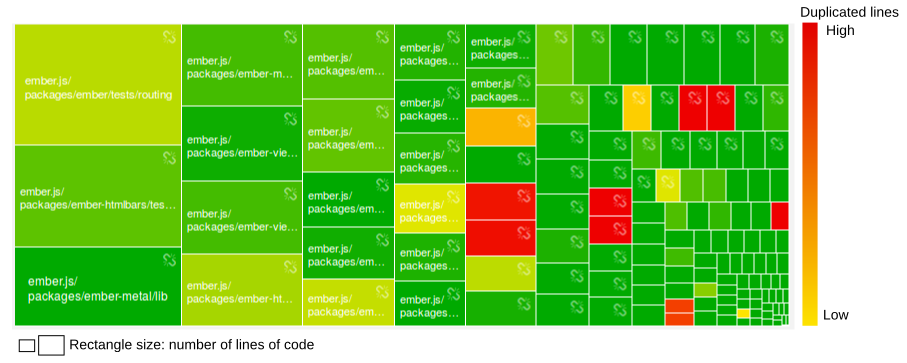 Duplicated lines
High
Low
ember.js/
packages/ember/tests/routing
ember.js/
packages/ember-htmlbars/tes...
ember.js/
packages/ember-metal/lib
ember.js/
packages/ember-m...
ember.js/
packages/ember-vie...
ember.js/
packages/ember-vie...
ember.js/
packages/ember-ht...
ember.js/
packages/em...
ember.js/
packages/em...
ember.js/
packages/em...
ember.js/
packages/em...
ember.js/
packages/em...
ember.js/
packages...
ember.js/
packages...
ember.js/
packages...
ember.js/
packages...
ember.js/
packages...
ember.js/
packages...
ember.js/
packages...
ember.js/
packages...
Rectangle size: number of lines of code